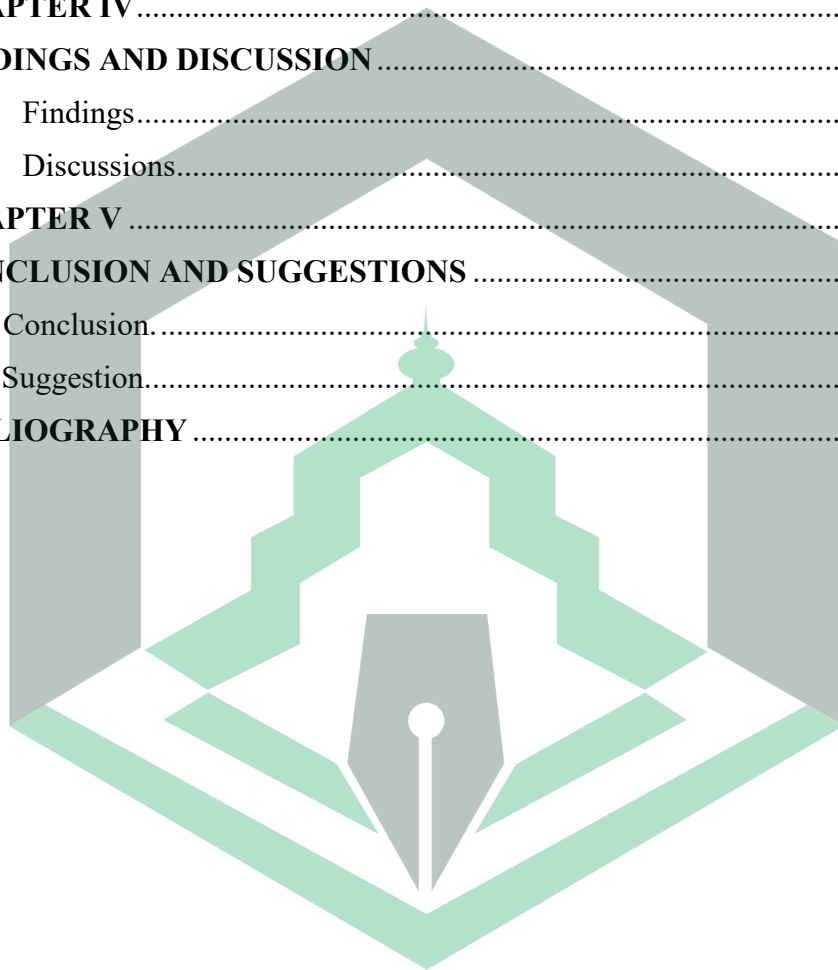 APTER IV
DINGS AND DISCUSSION
Findings
Discussions
APTER V
NCLUSION AND SUGGESTIONS
Conclusion.
Suggestion
LIOGRAPHY